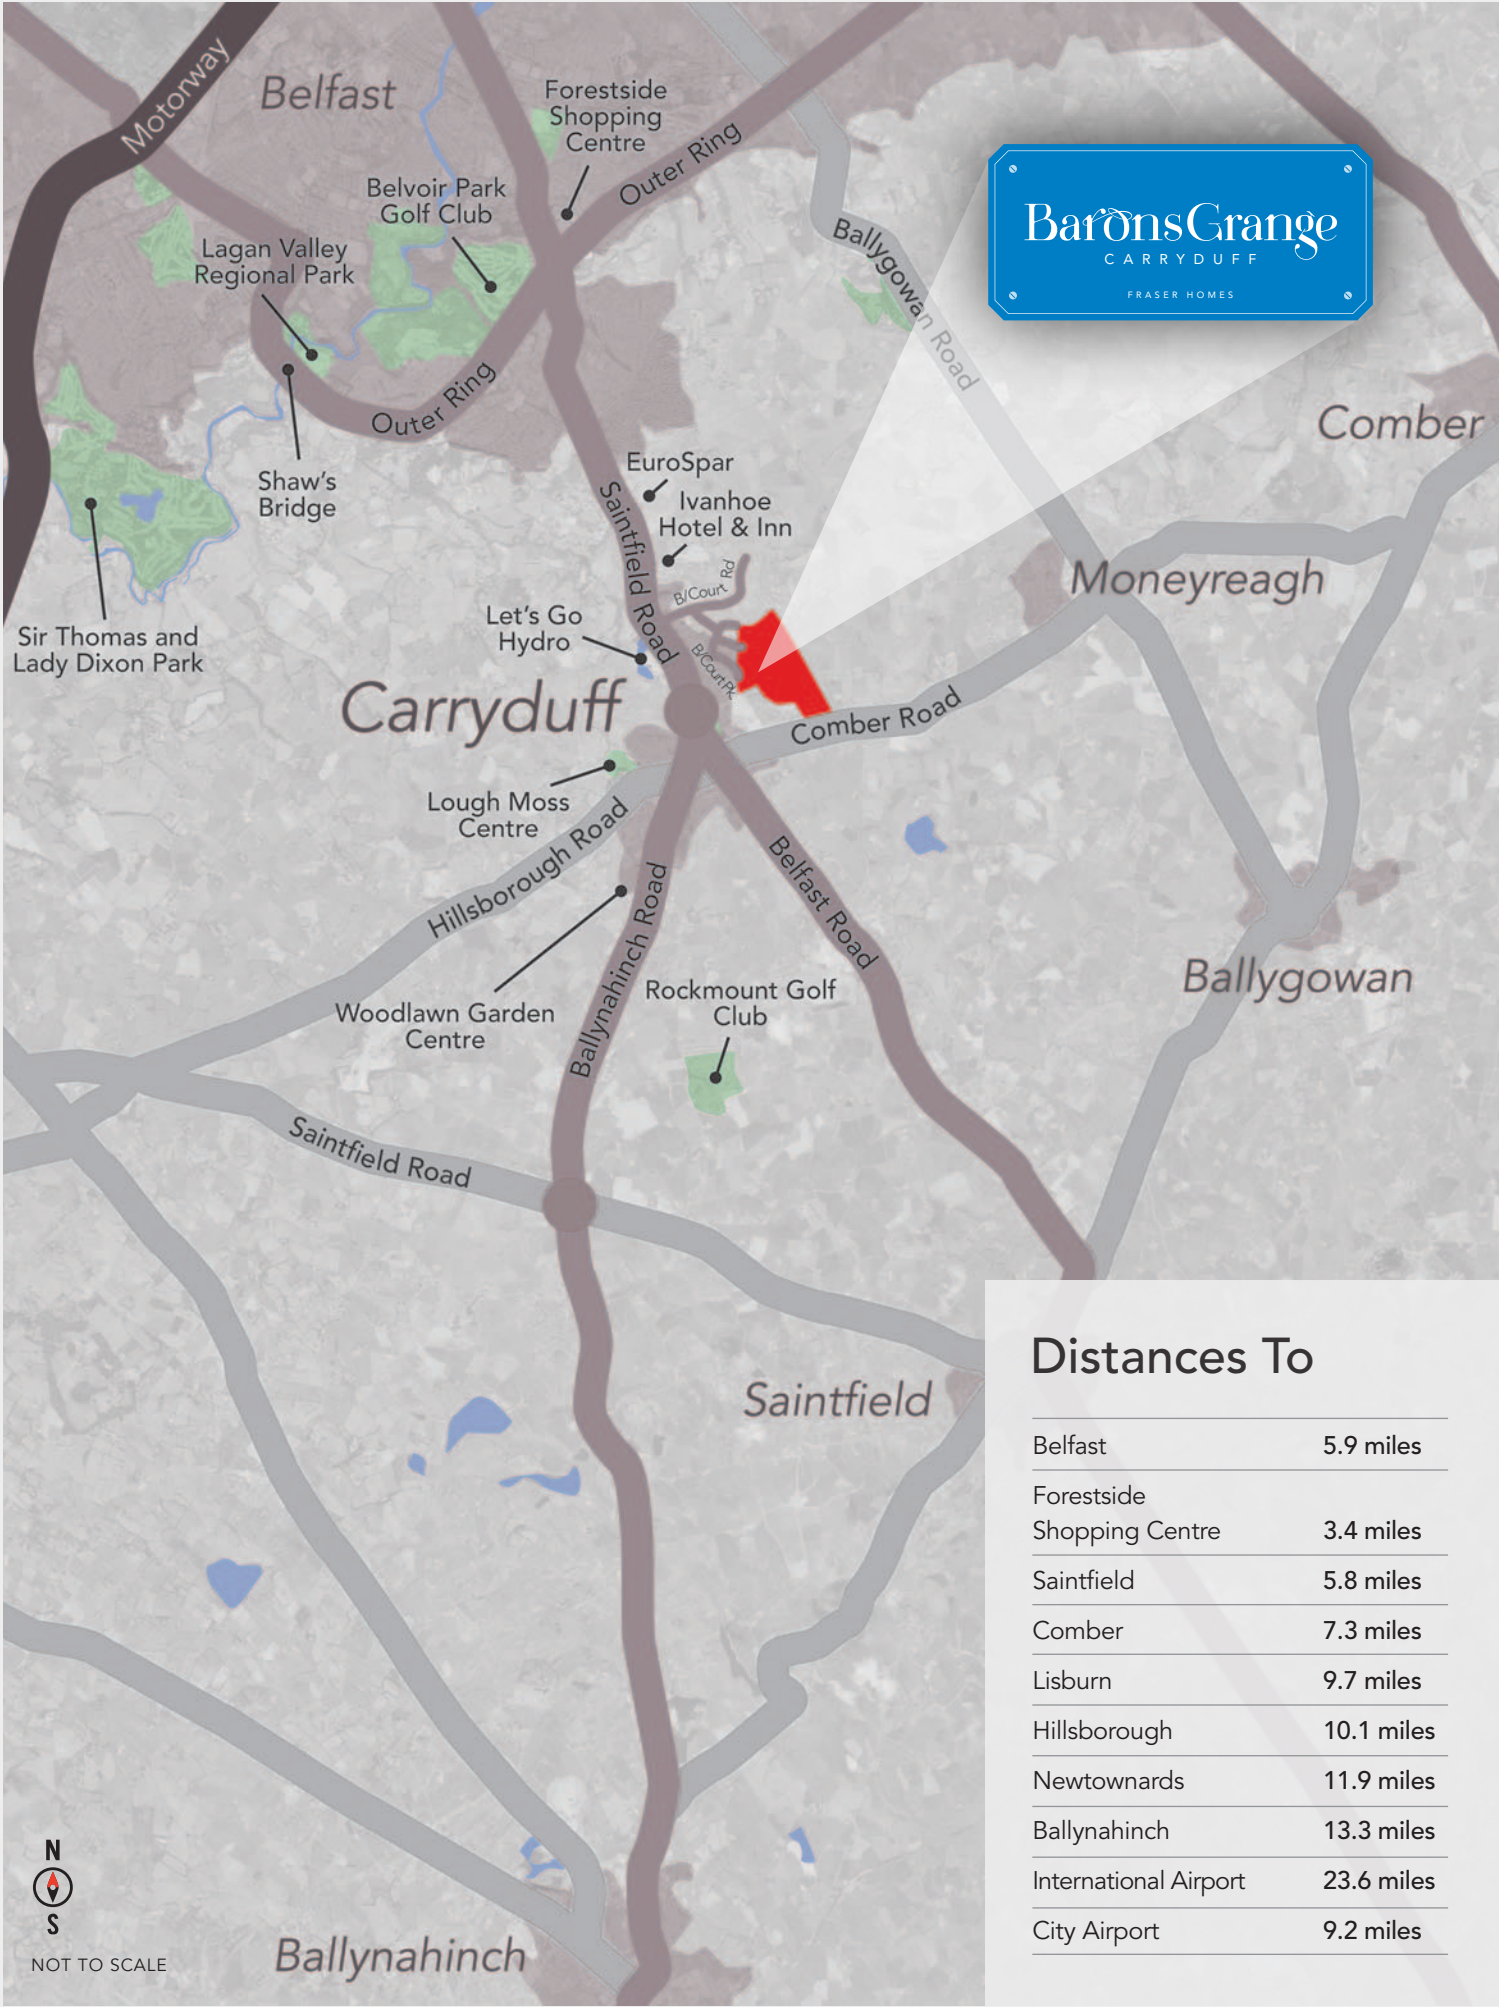 Motorway
Belfast
Forestside
Shopping
Centre
Outer Ring
Belvoir Park
Golf Club
Lagan Valley
Regional Park
Ballygowan Road
BaronsGrange
CARRYDUFF
FRASER HOMES
Outer Ring
Comber
Shaw's
Bridge
EuroSpar
Ivanhoe
Hotel & Inn
Saintfield Road
B/Court Rd
Moneyreagh
Let's Go
Hydro
Sir Thomas and
Lady Dixon Park
B/Court Pk
Carryduff
Comber Road
Lough Moss
Centre
Hillsborough Road
Belfast Road
Ballynahinch Road
Woodlawn Garden
Centre
Rockmount Golf
Club
Ballygowan
Saintfield Road
Saintfield
Ballynahinch
N
S
NOT TO SCALE
Distances To
Belfast 5.9 miles
Forestside
Shopping Centre 3.4 miles
Saintfield 5.8 miles
Comber 7.3 miles
Lisburn 9.7 miles
Hillsborough 10.1 miles
Newtownards 11.9 miles
Ballynahinch 13.3 miles
International Airport 23.6 miles
City Airport 9.2 miles